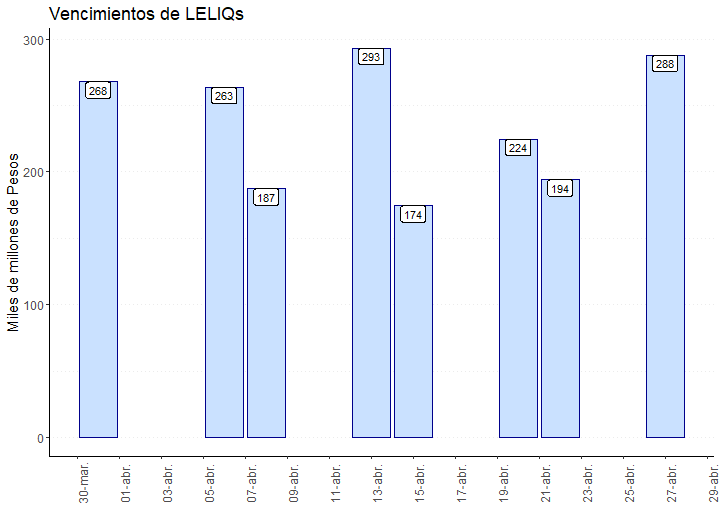 Vencimientos de LELIQs
Miles de millones de Pesos
300
200
100
0
268
263
187
293
174
224
194
288
30-mar.
01-abr.
03-abr.
05-abr.
07-abr.
09-abr.
11-abr.
13-abr.
15-abr.
17-abr.
19-abr.
21-abr.
23-abr.
25-abr.
27-abr.
29-abr.